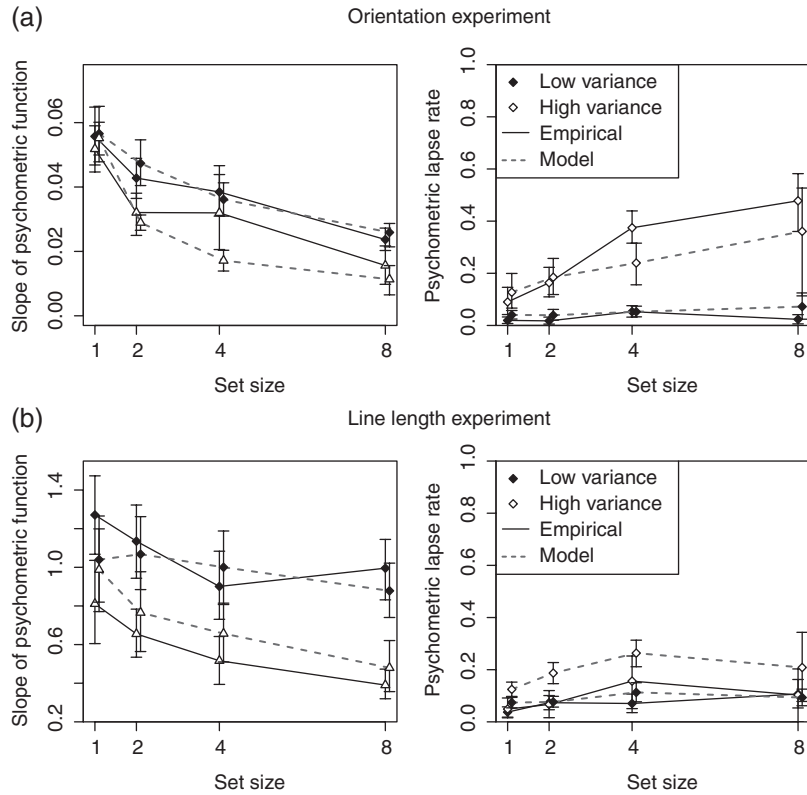 (a)
Orientation experiment
Slope of psychometric function
0.00 0.02 0.04 0.06
1 2 4 8
Set size
Psychometric lapse rate
0.0 0.2 0.4 0.6 0.8 1.0
Low variance
High variance
Empirical
Model
1 2 4 8
Set size
(b)
Line length experiment
Slope of psychometric function
0.2 0.6 1.0 1.4
1 2 4 8
Set size
Psychometric lapse rate
0.0 0.2 0.4 0.6 0.8 1.0
Low variance
High variance
Empirical
Model
1 2 4 8
Set size